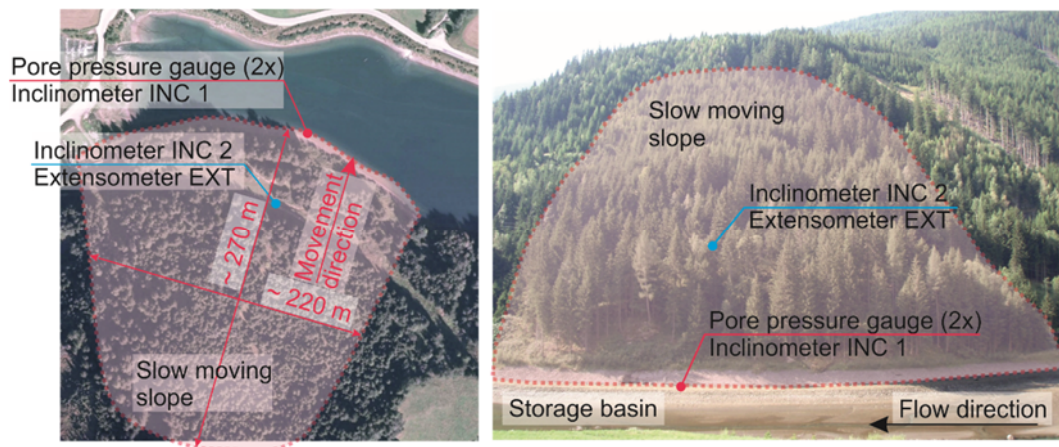 Pore pressure gauge (2x)
Inclinometer INC 1
Inclinometer INC 2
Extensometer EXT
~ 270 m
Movement
direction
~ 220 m
Slow moving
slope
Slow moving
slope
Inclinometer INC 2
Extensometer EXT
Pore pressure gauge (2x)
Inclinometer INC 1
Storage basin
Flow direction